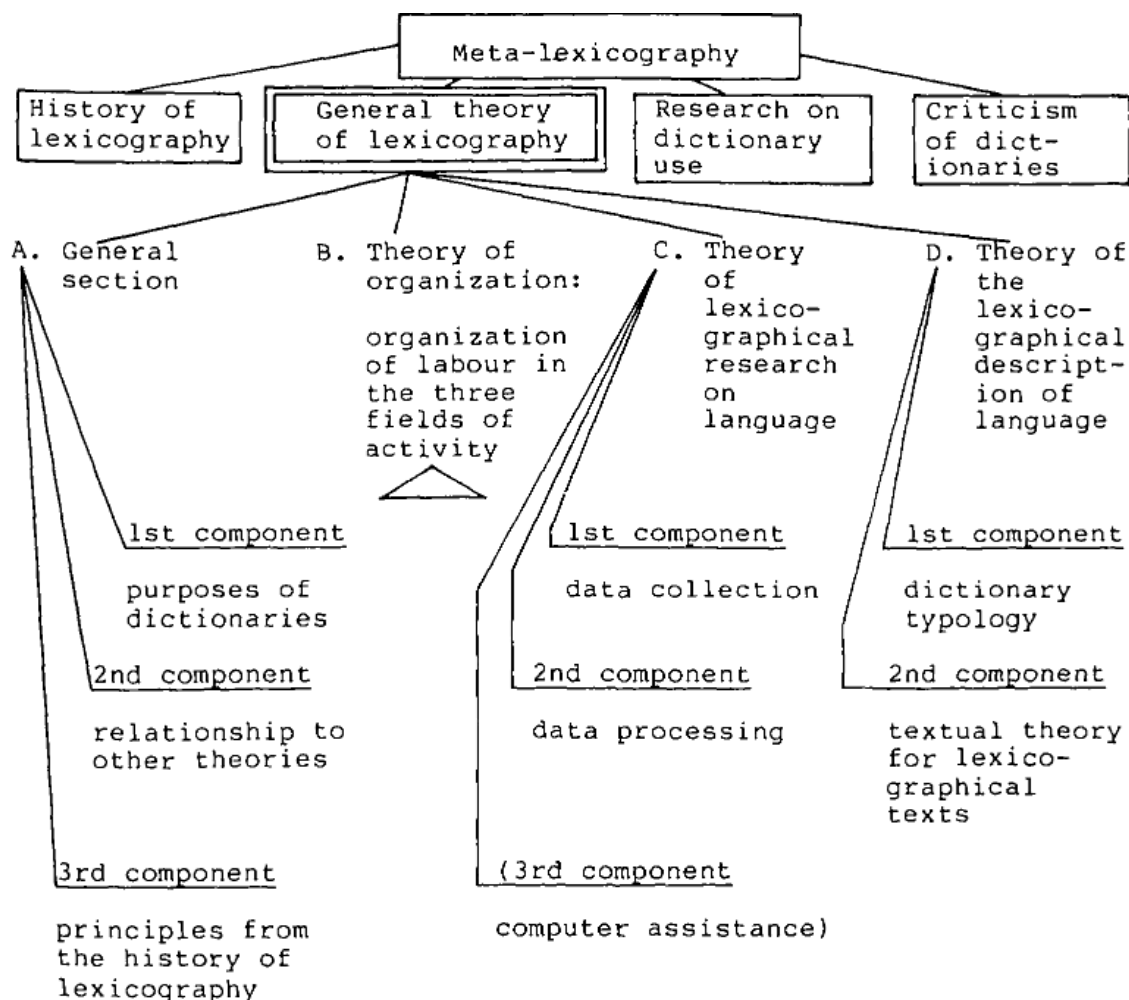 Meta-lexicography
History of
lexicography
General theory
of lexicography
Research on
dictionary
use
Criticism
of dict-
ionaries
A. General
section
B. Theory of
organization:
organization
of labour in
the three
fields of
activity
C. Theory
of
lexico-
graphical
research
on
language
D. Theory of
the
lexico-
graphical
descript-
ion of
language
1st component
purposes of
dictionaries
2nd component
relationship to
other theories
3rd component
principles from
the history of
lexicography
1st component
data collection
2nd component
data processing
(3rd component
computer assistance)
1st component
dictionary
typology
2nd component
textual theory
for lexico-
graphical
texts